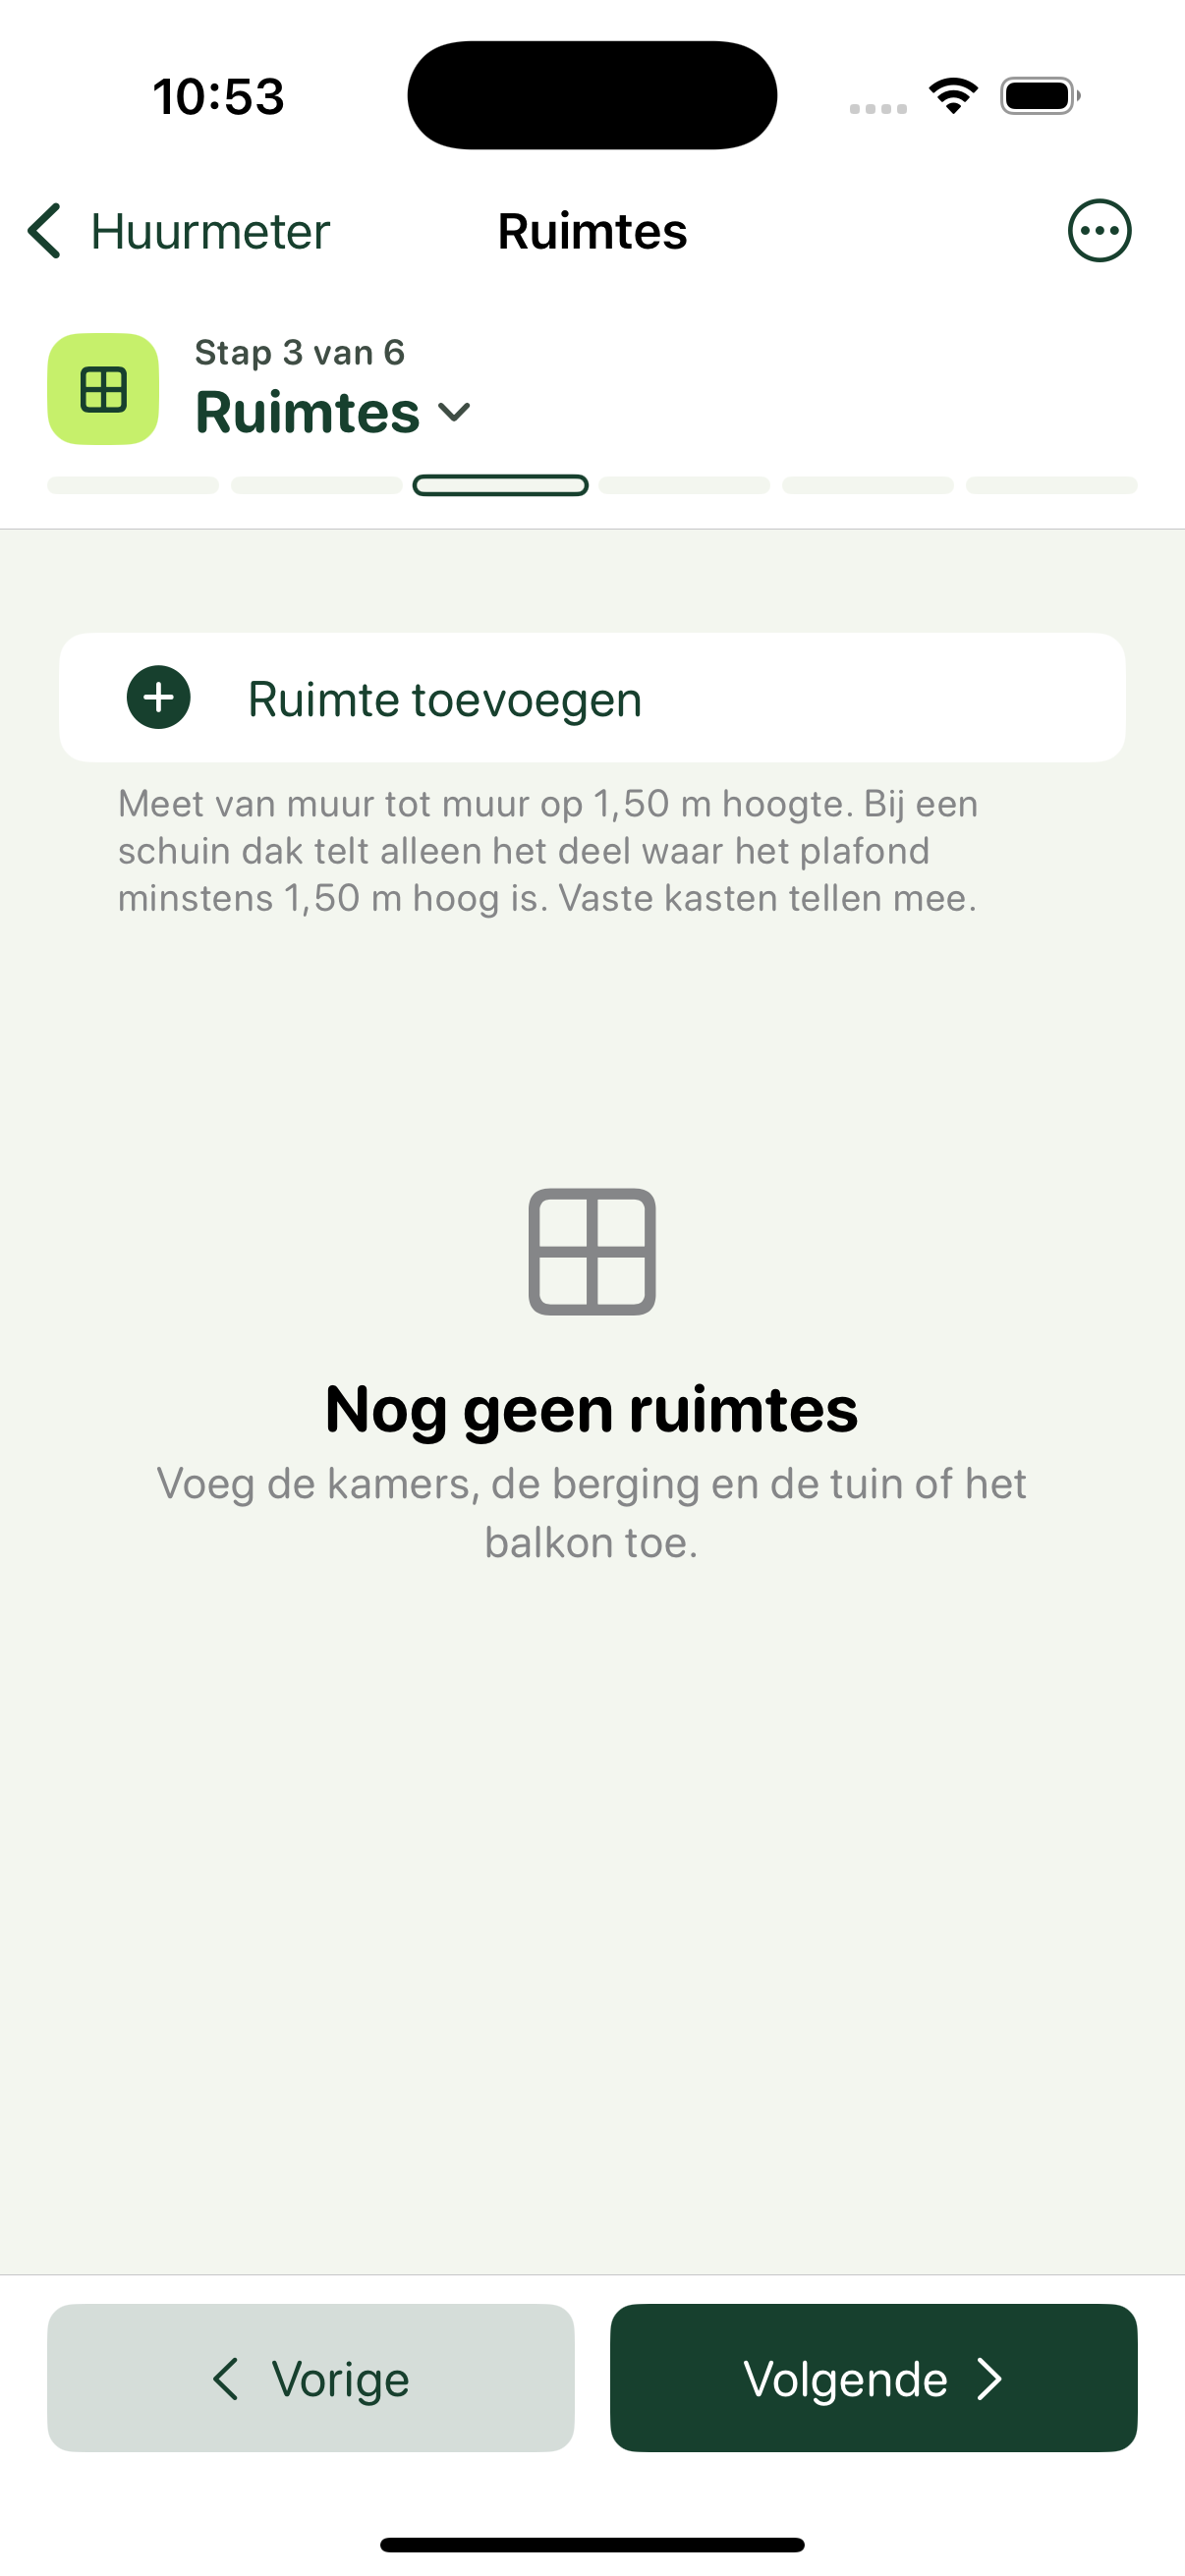 10:53
Huurmeter
Ruimtes
Stap 3 van 6
Ruimtes
Ruimte toevoegen
Meet van muur tot muur op 1,50 m hoogte. Bij een
schuin dak telt alleen het deel waar het plafond
minstens 1,50 m hoog is. Vaste kasten tellen mee.
Nog geen ruimtes
Voeg de kamers, de berging en de tuin of het
balkon toe.
Vorige
Volgende